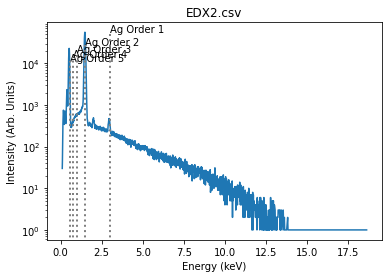 EDX2.csv
Ag Order 1
Ag Order 2
Ag Order 3
Ag Order 4
Ag Order 5
Intensity (Arb. Units)
10⁴
10³
10²
10¹
10⁰
0.0 2.5 5.0 7.5 10.0 12.5 15.0 17.5
Energy (keV)